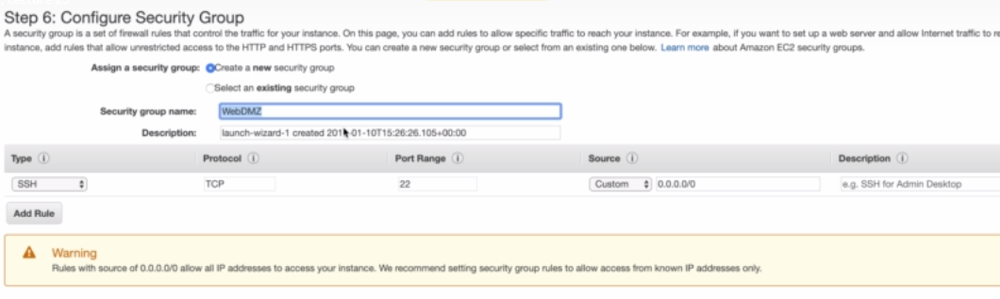 Step 6: Configure Security Group
A security group is a set of firewall rules that control the traffic for your instance. On this page, you can add rules to allow specific traffic to reach your instance. For example, if you want to set up a web server and allow Internet traffic to re
instance, add rules that allow unrestricted access to the HTTP and HTTPS ports. You can create a new security group or select from an existing one below. Learn more about Amazon EC2 security groups.
Assign a security group: Create a new security group
Select an existing security group
Security group name: WebDMZ
Description: launch-wizard-1 created 201 -01-10T15:26:26.105+00:00
Type Protocol Port Range Source Description
SSH TCP 22 Custom 0.0.0.0/0 e.g. SSH for Admin Desktop
Add Rule
Warning
Rules with source of 0.0.0.0/0 allow all IP addresses to access your instance. We recommend setting security group rules to allow access from known IP addresses only.